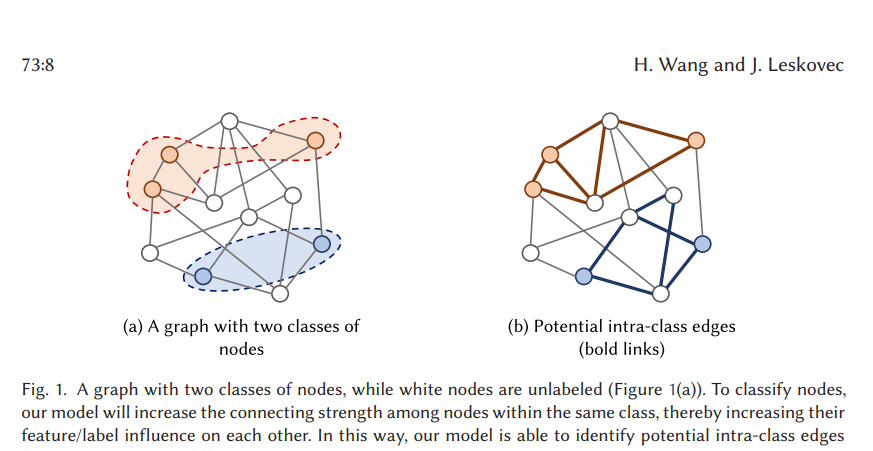 73:8
H. Wang and J. Leskovec
(a) A graph with two classes of
nodes
(b) Potential intra-class edges
(bold links)
Fig. 1. A graph with two classes of nodes, while white nodes are unlabeled (Figure 1(a)). To classify nodes,
our model will increase the connecting strength among nodes within the same class, thereby increasing their
feature/label influence on each other. In this way, our model is able to identify potential intra-class edges